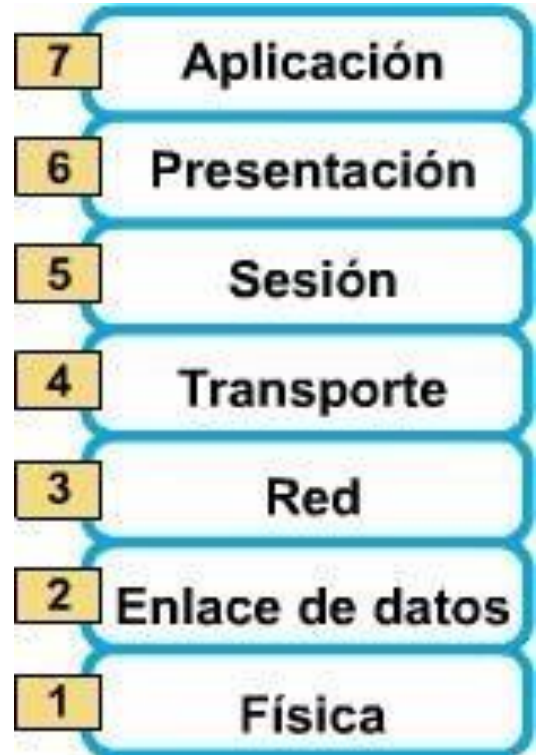 7 Aplicación
6 Presentación
5 Sesión
4 Transporte
3 Red
2 Enlace de datos
1 Física